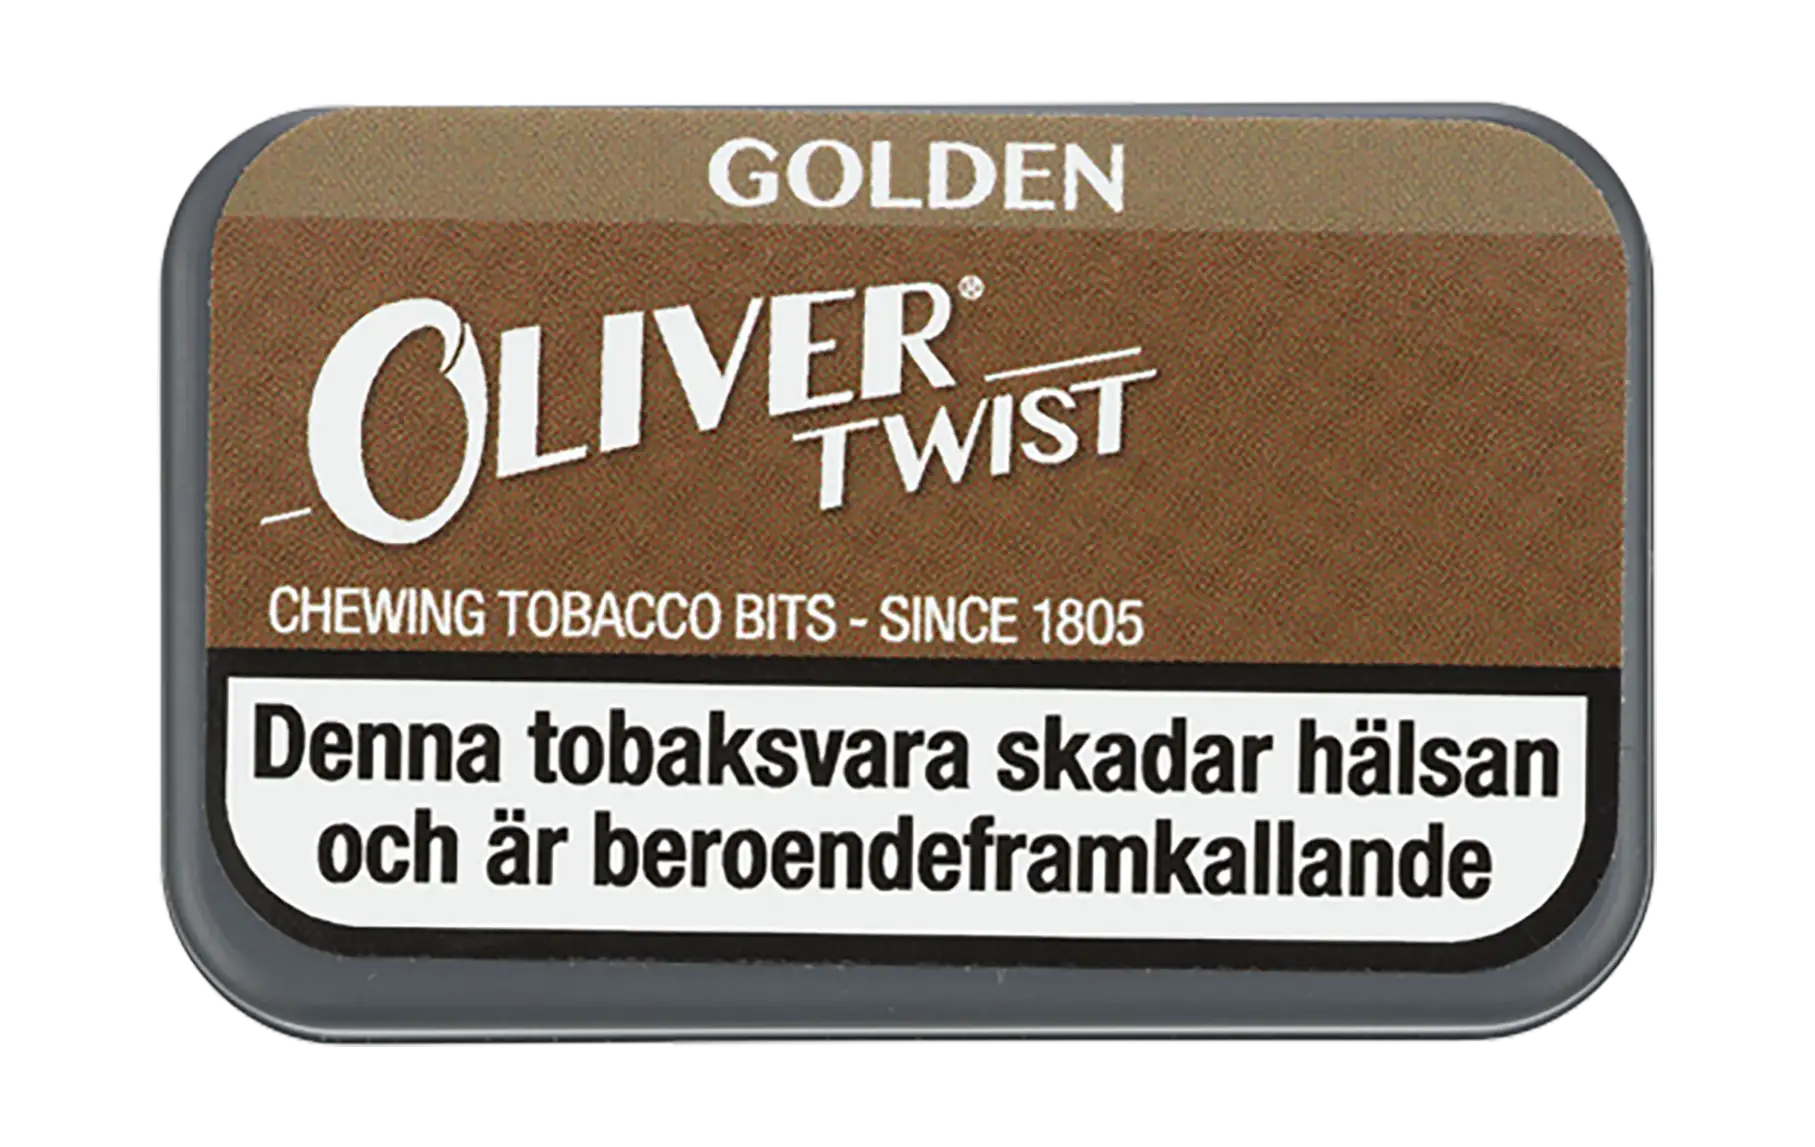 GOLDEN
OLIVER®
TWIST
CHEWING TOBACCO BITS - SINCE 1805
Denna tobaksvara skadar hälsan
och är beroendeframkallande